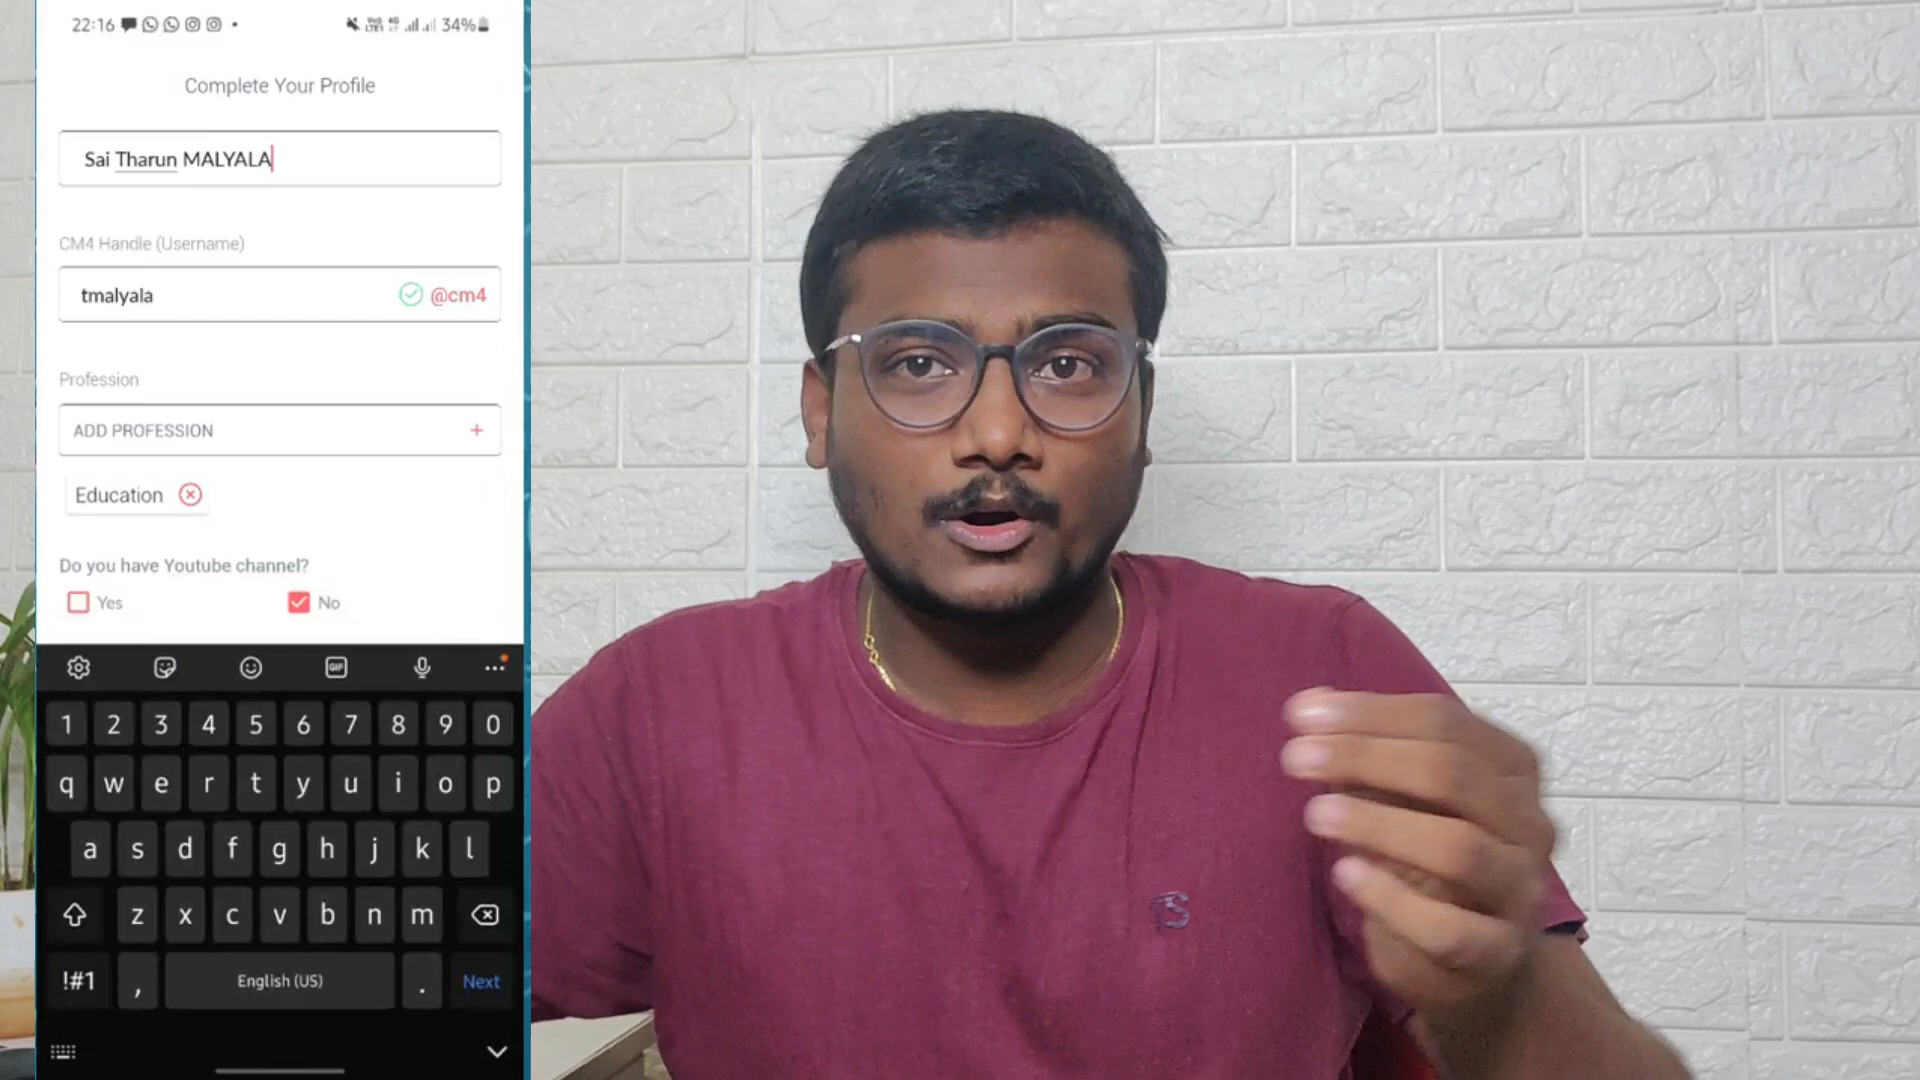 22:16 34%
Complete Your Profile
Sai Tharun MALYALA
CM4 Handle (Username)
tmalyala @cm4
Profession
ADD PROFESSION +
Education
Do you have Youtube channel?
Yes No
GIF
1 2 3 4 5 6 7 8 9 0
q w e r t y u i o p
a s d f g h j k l
z x c v b n m
!#1 , English (US) . Next